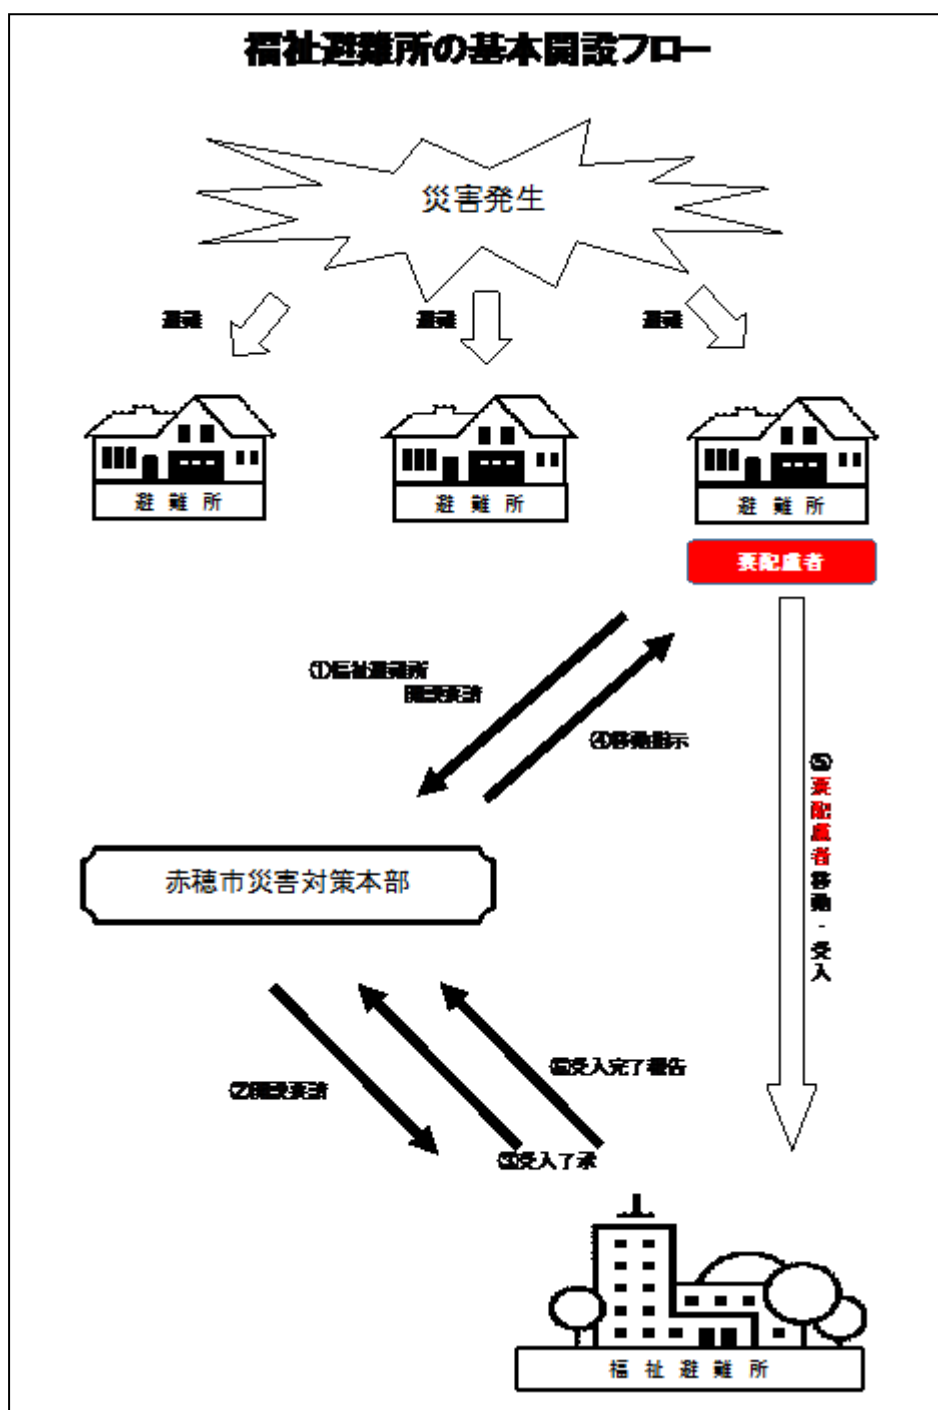 福祉避難所の基本開設フロー
災害発生
避難
避難
避難
避難所
避難所
避難所
要配慮者
①福祉避難所
開設要請
④移動指示
⑤要配慮者移動・受入
赤穂市災害対策本部
②開設要請
⑥受入完了報告
③受入了承
福祉避難所